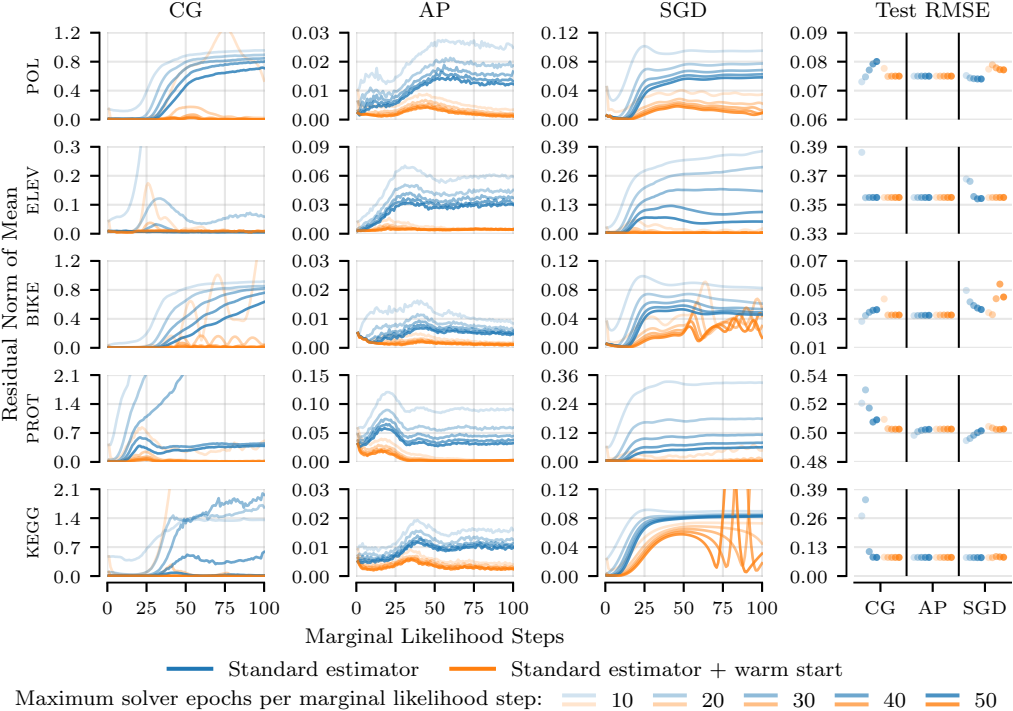 CG AP SGD Test RMSE
Residual Norm of Mean
POL
1.2 0.8 0.4 0.0
0.03 0.02 0.01 0.00
0.12 0.08 0.04 0.00
0.09 0.08 0.07 0.06
ELEV
0.3 0.2 0.1 0.0
0.09 0.06 0.03 0.00
0.39 0.26 0.13 0.00
0.39 0.37 0.35 0.33
BIKE
1.2 0.8 0.4 0.0
0.03 0.02 0.01 0.00
0.12 0.08 0.04 0.00
0.07 0.05 0.03 0.01
PROT
2.1 1.4 0.7 0.0
0.15 0.10 0.05 0.00
0.36 0.24 0.12 0.00
0.54 0.52 0.50 0.48
KEGG
2.1 1.4 0.7 0.0
0.03 0.02 0.01 0.00
0.12 0.08 0.04 0.00
0.39 0.26 0.13 0.00
0 25 50 75 100 0 25 50 75 100 0 25 50 75 100 CG AP SGD
Marginal Likelihood Steps
Standard estimator Standard estimator + warm start
Maximum solver epochs per marginal likelihood step: 10 20 30 40 50